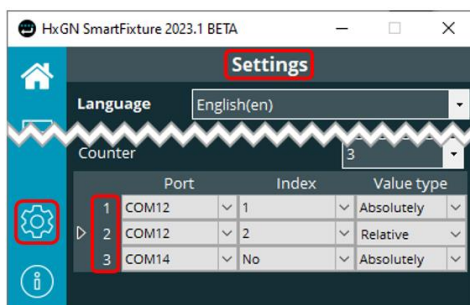 HxGN SmartFixture 2023.1 BETA
Settings
Language English(en)
Counter 3
Port Index Value type
1 COM12 1 Absolutely
2 COM12 2 Relative
3 COM14 No Absolutely